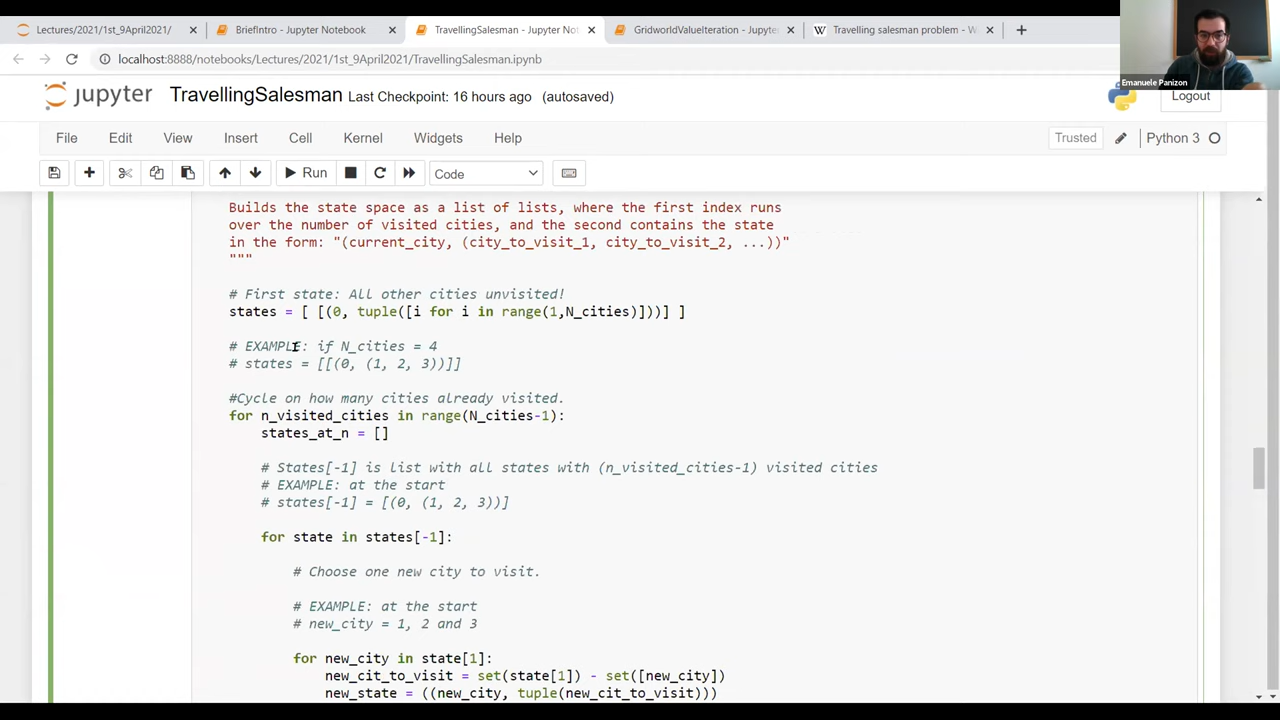 Lectures/2021/1st_9April2021/
BriefIntro - Jupyter Notebook
TravellingSalesman - Jupyter Not
GridworldValueIteration - Jupyte
Travelling salesman problem - W
localhost:8888/notebooks/Lectures/2021/1st_9April2021/TravellingSalesman.ipynb
Emanuele Panizon
jupyter TravellingSalesman Last Checkpoint: 16 hours ago (autosaved)
Logout
File Edit View Insert Cell Kernel Widgets Help
Trusted Python 3
Run Code
Builds the state space as a list of lists, where the first index runs
over the number of visited cities, and the second contains the state
in the form: "(current_city, (city_to_visit_1, city_to_visit_2, ...))"
"""
# First state: All other cities unvisited!
states = [ [(0, tuple([i for i in range(1,N_cities)]))] ]
# EXAMPLE: if N_cities = 4
# states = [[(0, (1, 2, 3))]]
#Cycle on how many cities already visited.
for n_visited_cities in range(N_cities-1):
states_at_n = []
# States[-1] is list with all states with (n_visited_cities-1) visited cities
# EXAMPLE: at the start
# states[-1] = [(0, (1, 2, 3))]
for state in states[-1]:
# Choose one new city to visit.
# EXAMPLE: at the start
# new_city = 1, 2 and 3
for new_city in state[1]:
new_cit_to_visit = set(state[1]) - set([new_city])
new_state = ((new_city, tuple(new_cit_to_visit)))